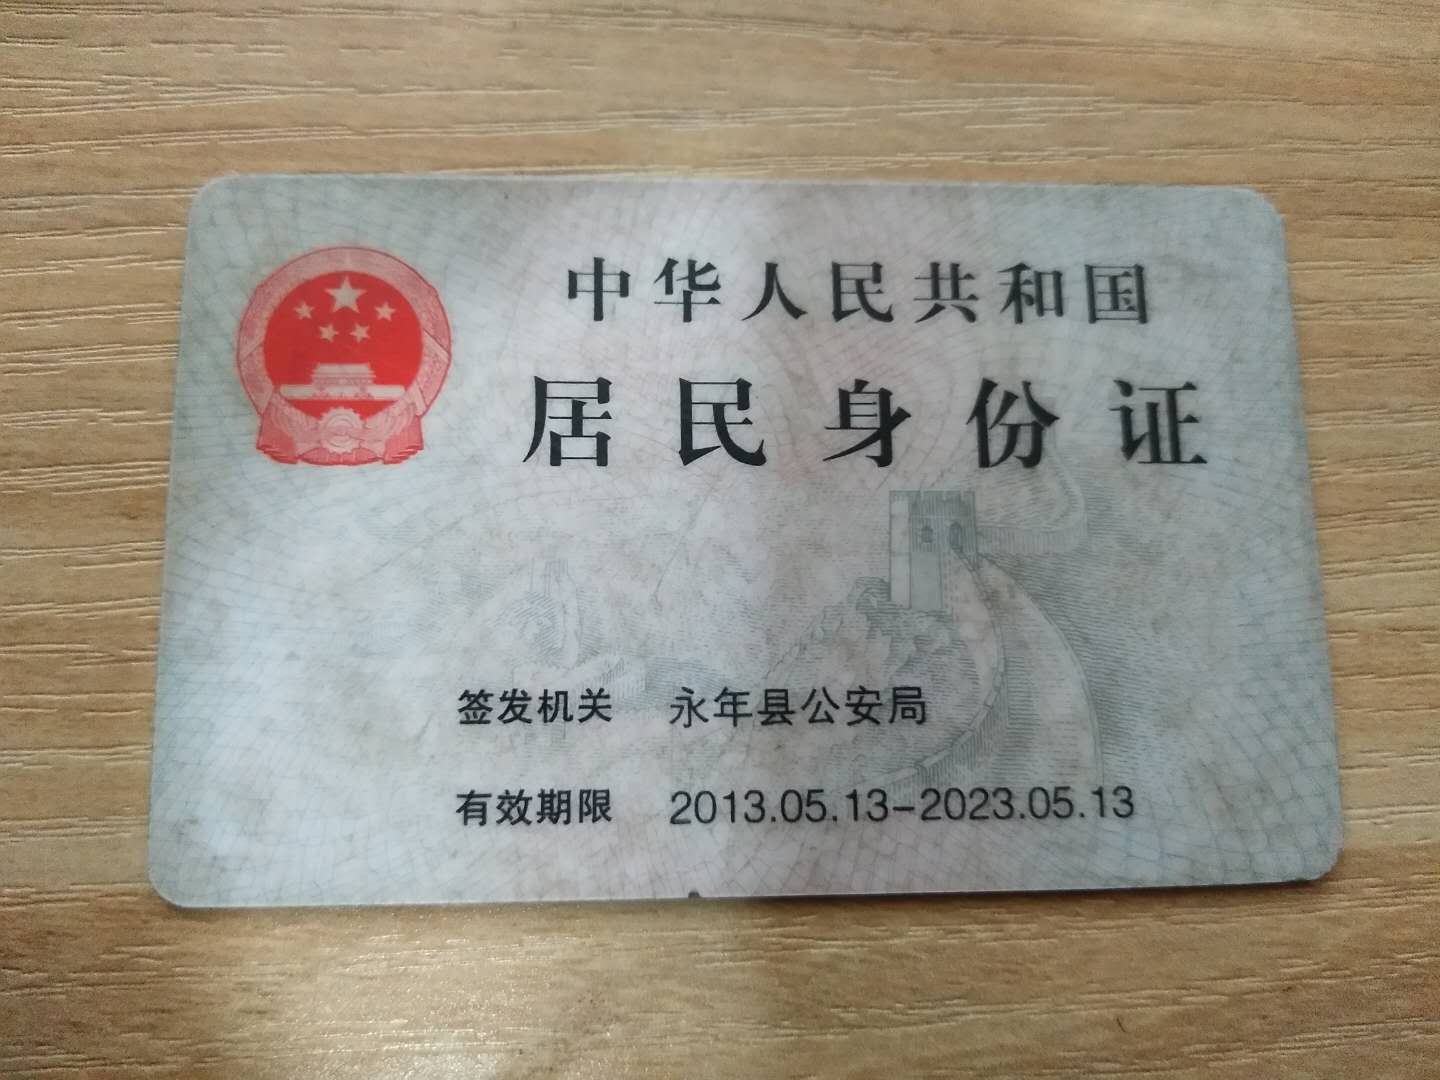 中华人民共和国
居民身份证
签发机关 永年县公安局
有效期限 2013.05.13-2023.05.13